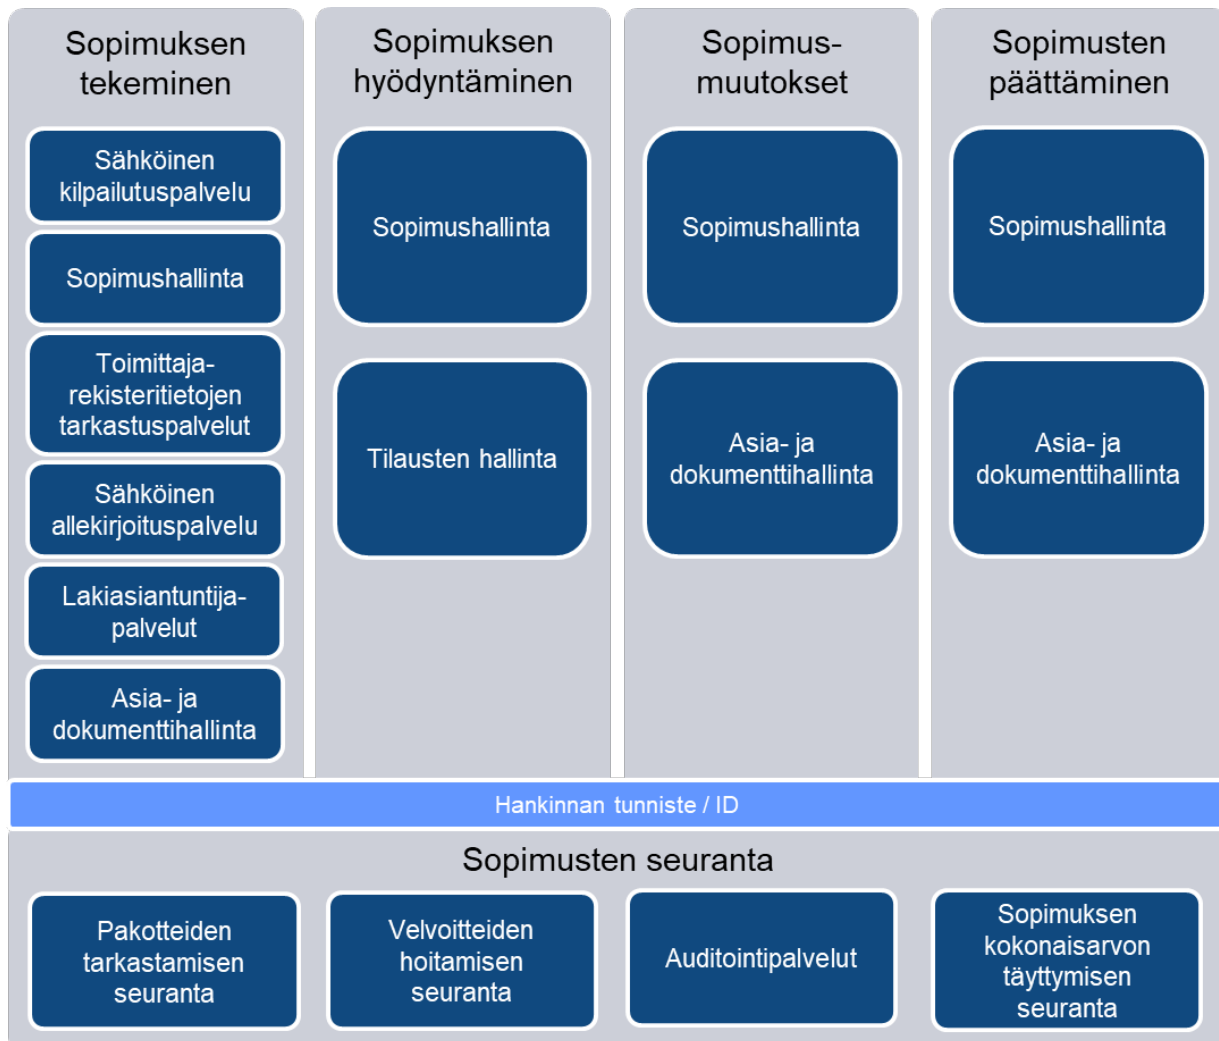 Sopimuksen
tekeminen
Sähköinen
kilpailutuspalvelu
Sopimushallinta
Toimittaja-
rekisteritietojen
tarkastuspalvelut
Sähköinen
allekirjoituspalvelu
Lakiasiantuntija-
palvelut
Asia- ja
dokumenttihallinta
Sopimuksen
hyödyntäminen
Sopimushallinta
Tilausten hallinta
Sopimus-
muutokset
Sopimushallinta
Asia- ja
dokumenttihallinta
Sopimusten
päättäminen
Sopimushallinta
Asia- ja
dokumenttihallinta
Hankinnan tunniste / ID
Sopimusten seuranta
Pakotteiden
tarkastamisen
seuranta
Velvoitteiden
hoitamisen
seuranta
Auditointipalvelut
Sopimuksen
kokonaisarvon
täyttymisen
seuranta